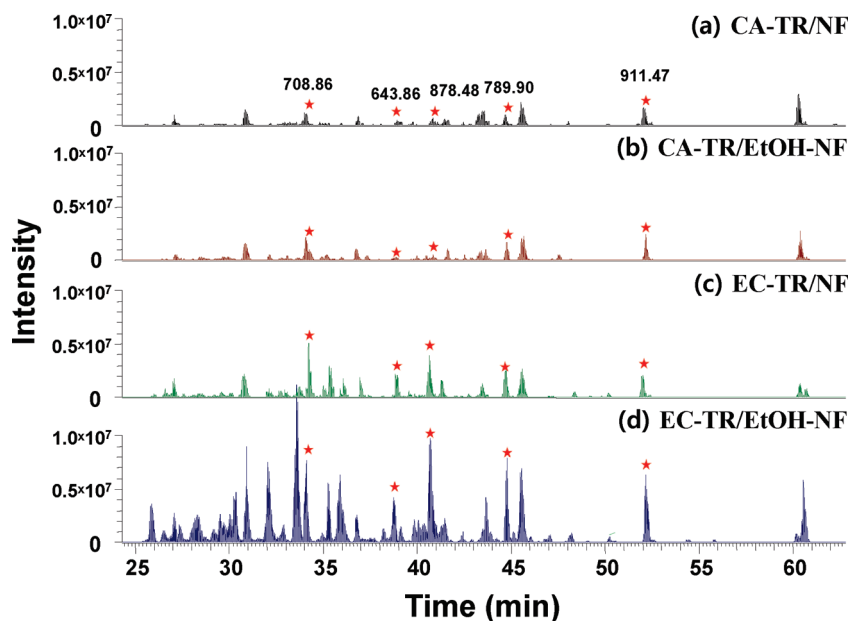 (a) CA-TR/NF
1.0×10⁷
0.5×10⁷
0
708.86
643.86
878.48
789.90
911.47
(b) CA-TR/EtOH-NF
1.0×10⁷
0.5×10⁷
0
(c) EC-TR/NF
1.0×10⁷
0.5×10⁷
0
(d) EC-TR/EtOH-NF
1.0×10⁷
0.5×10⁷
0
Intensity
25 30 35 40 45 50 55 60
Time (min)